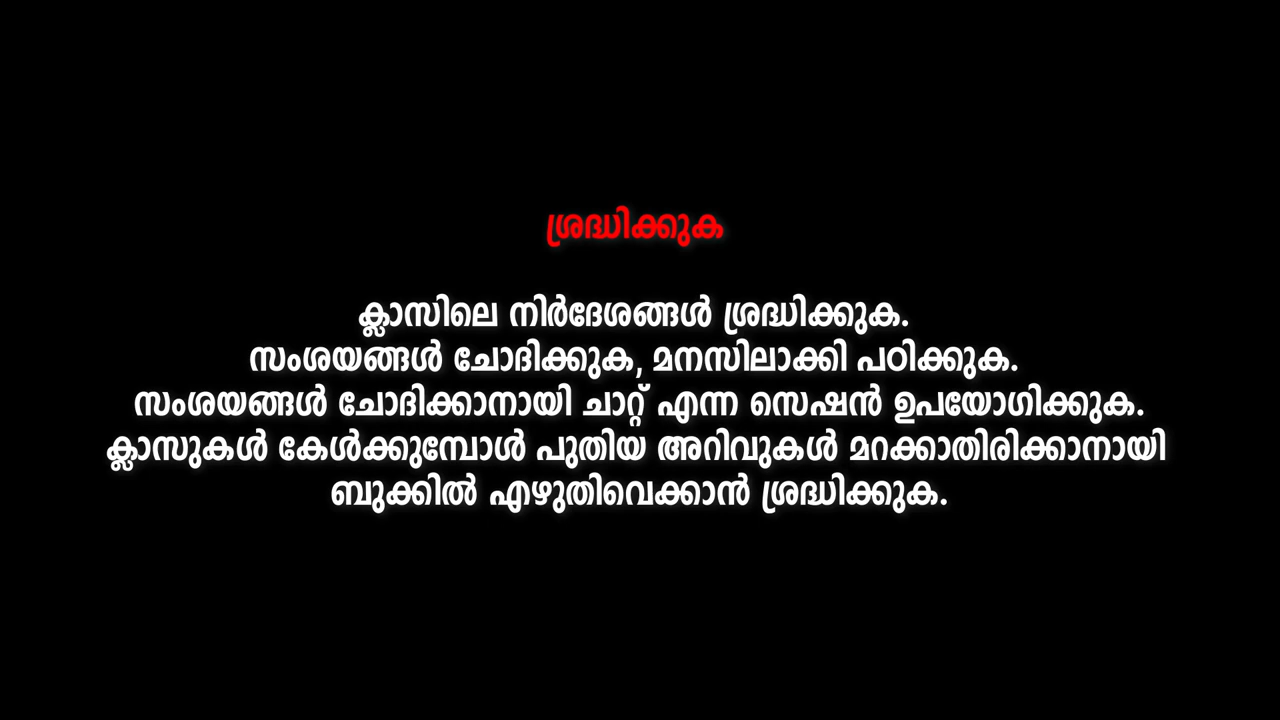 ശ്രദ്ധിക്കുക
ക്ലാസിലെ നിർദേശങ്ങൾ ശ്രദ്ധിക്കുക.
സംശയങ്ങൾ ചോദിക്കുക, മനസിലാക്കി പഠിക്കുക.
സംശയങ്ങൾ ചോദിക്കാനായി ചാറ്റ് എന്ന സെഷൻ ഉപയോഗിക്കുക.
ക്ലാസുകൾ കേൾക്കുമ്പോൾ പുതിയ അറിവുകൾ മറക്കാതിരിക്കാനായി
ബുക്കിൽ എഴുതിവെക്കാൻ ശ്രദ്ധിക്കുക.